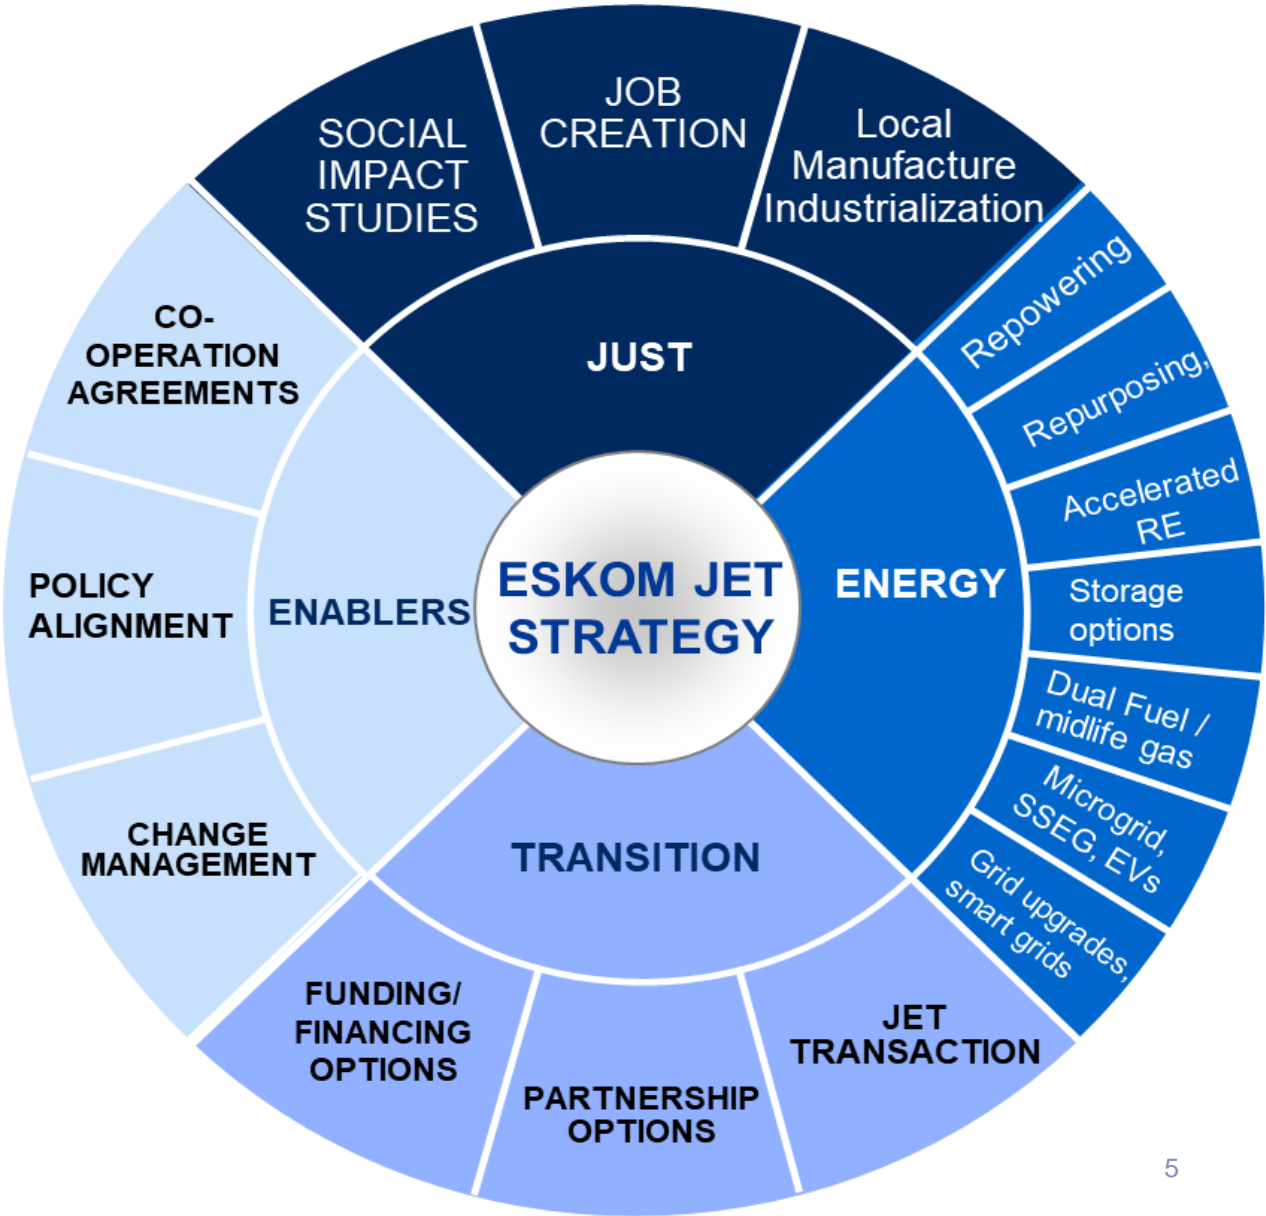 ESKOM JET
STRATEGY
JUST
SOCIAL
IMPACT
STUDIES
JOB
CREATION
Local
Manufacture
Industrialization
ENERGY
Repowering
Repurposing,
Accelerated
RE
Storage
options
Dual Fuel /
midlife gas
Microgrid,
SSEG, EVs
Grid upgrades,
smart grids
TRANSITION
JET
TRANSACTION
PARTNERSHIP
OPTIONS
FUNDING/
FINANCING
OPTIONS
ENABLERS
CHANGE
MANAGEMENT
POLICY
ALIGNMENT
CO-
OPERATION
AGREEMENTS
5